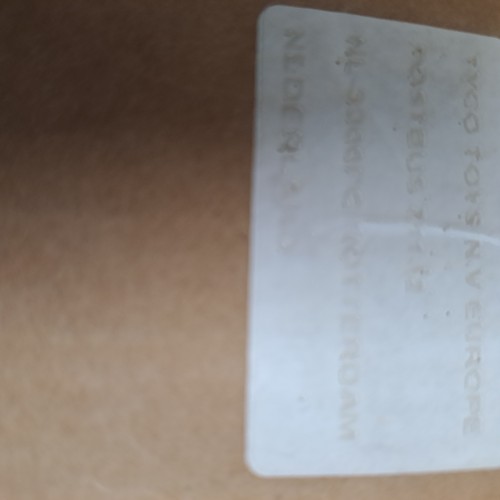 TYCO TOYS N.V EUROPE
POSTBUS
ROTTERDAM
NEDERLAND